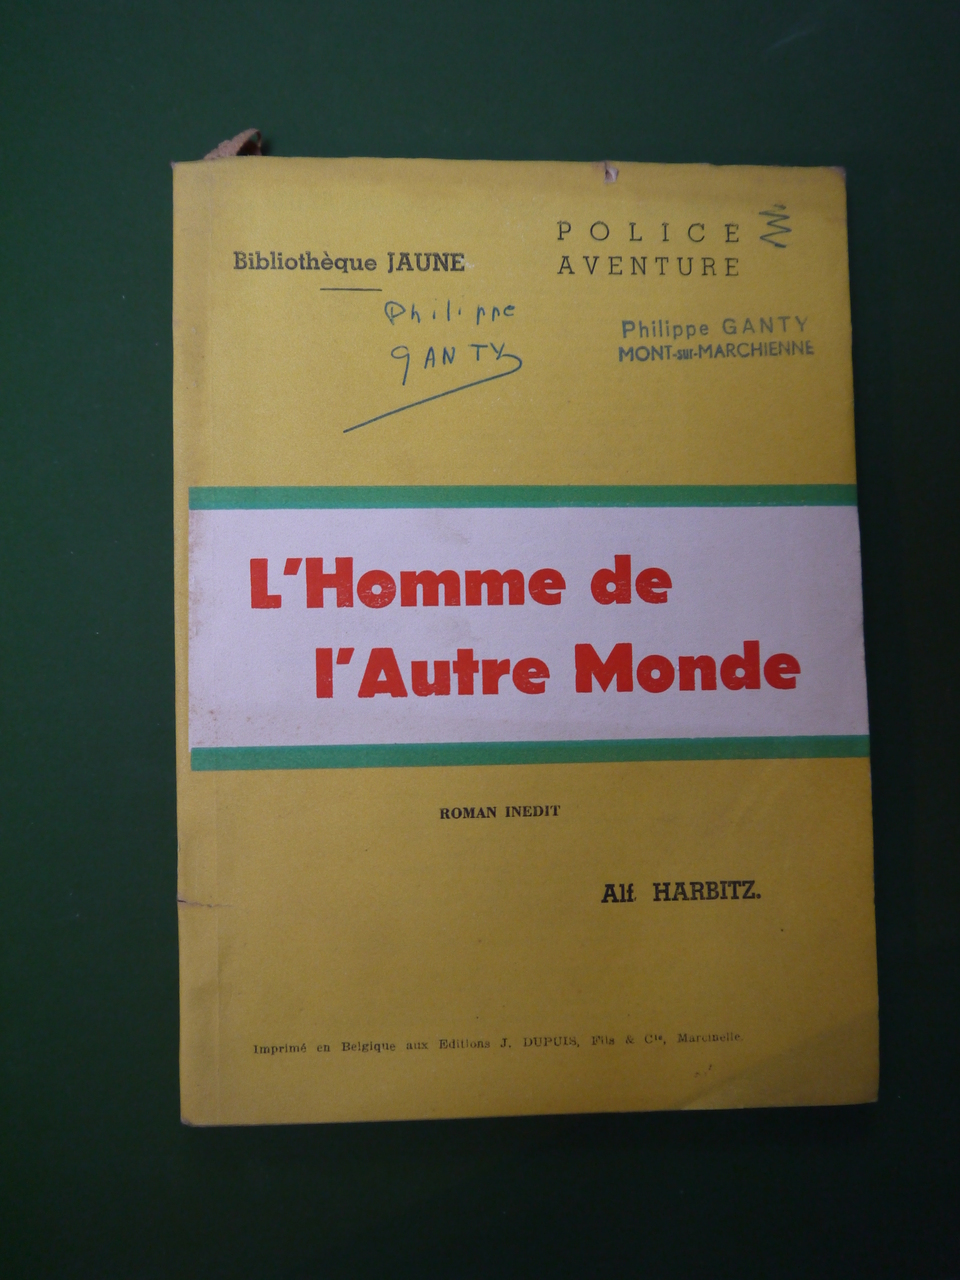 Bibliothèque JAUNE
POLICE
AVENTURE
Philippe
GANTY
Philippe GANTY
MONT-sur-MARCHIENNE
L'Homme de
l'Autre Monde
ROMAN INEDIT
Alf. HARBITZ.
Imprimé en Belgique aux Editions J. DUPUIS, Fils & Cie, Marcinelle.